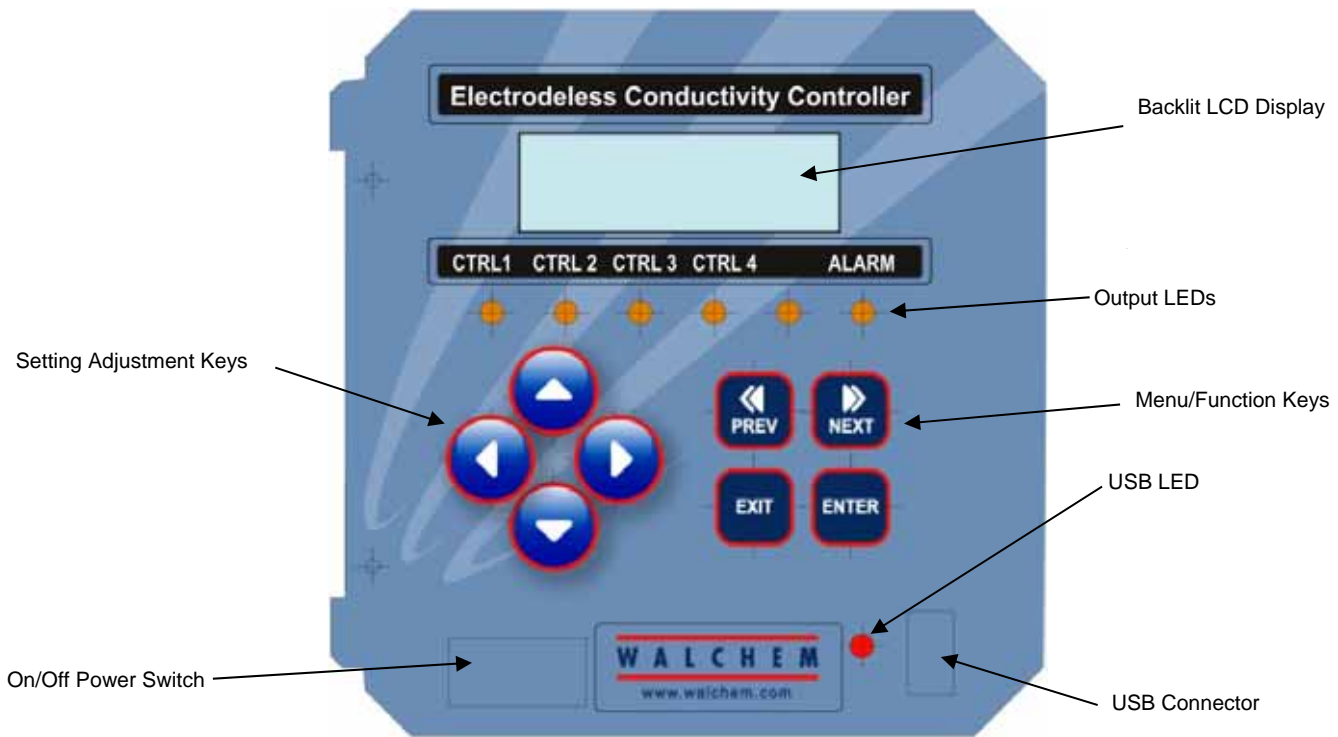 Electrodeless Conductivity Controller
Backlit LCD Display
CTRL1 CTRL 2 CTRL 3 CTRL 4 ALARM
Output LEDs
Setting Adjustment Keys
PREV
NEXT
Menu/Function Keys
USB LED
EXIT
ENTER
On/Off Power Switch
WALCHEM
www.walchem.com
USB Connector